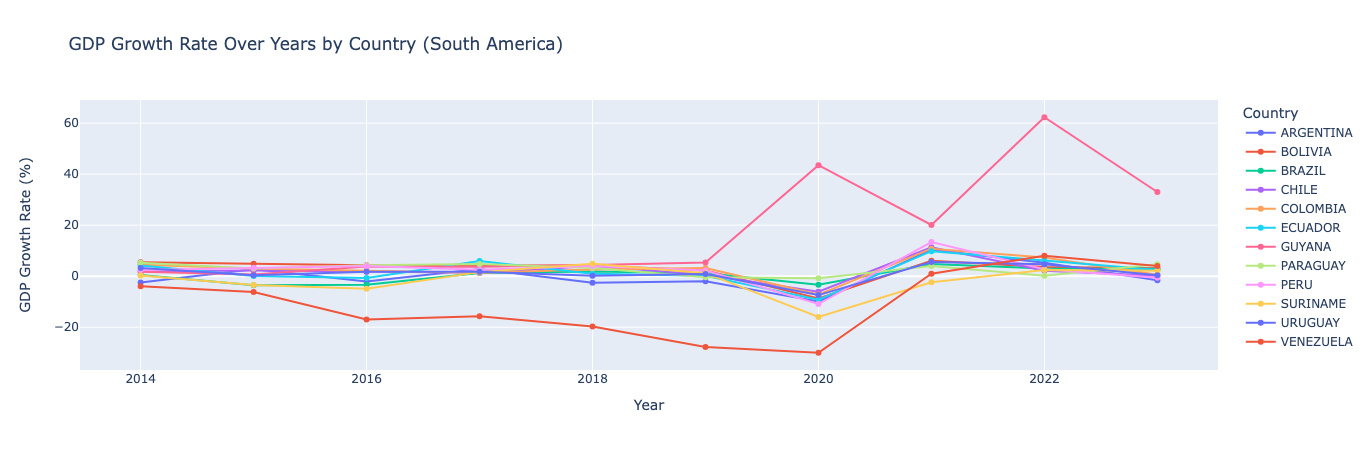 GDP Growth Rate Over Years by Country (South America)
GDP Growth Rate (%)
60
40
20
0
−20
2014
2016
2018
2020
2022
Year
Country
ARGENTINA
BOLIVIA
BRAZIL
CHILE
COLOMBIA
ECUADOR
GUYANA
PARAGUAY
PERU
SURINAME
URUGUAY
VENEZUELA